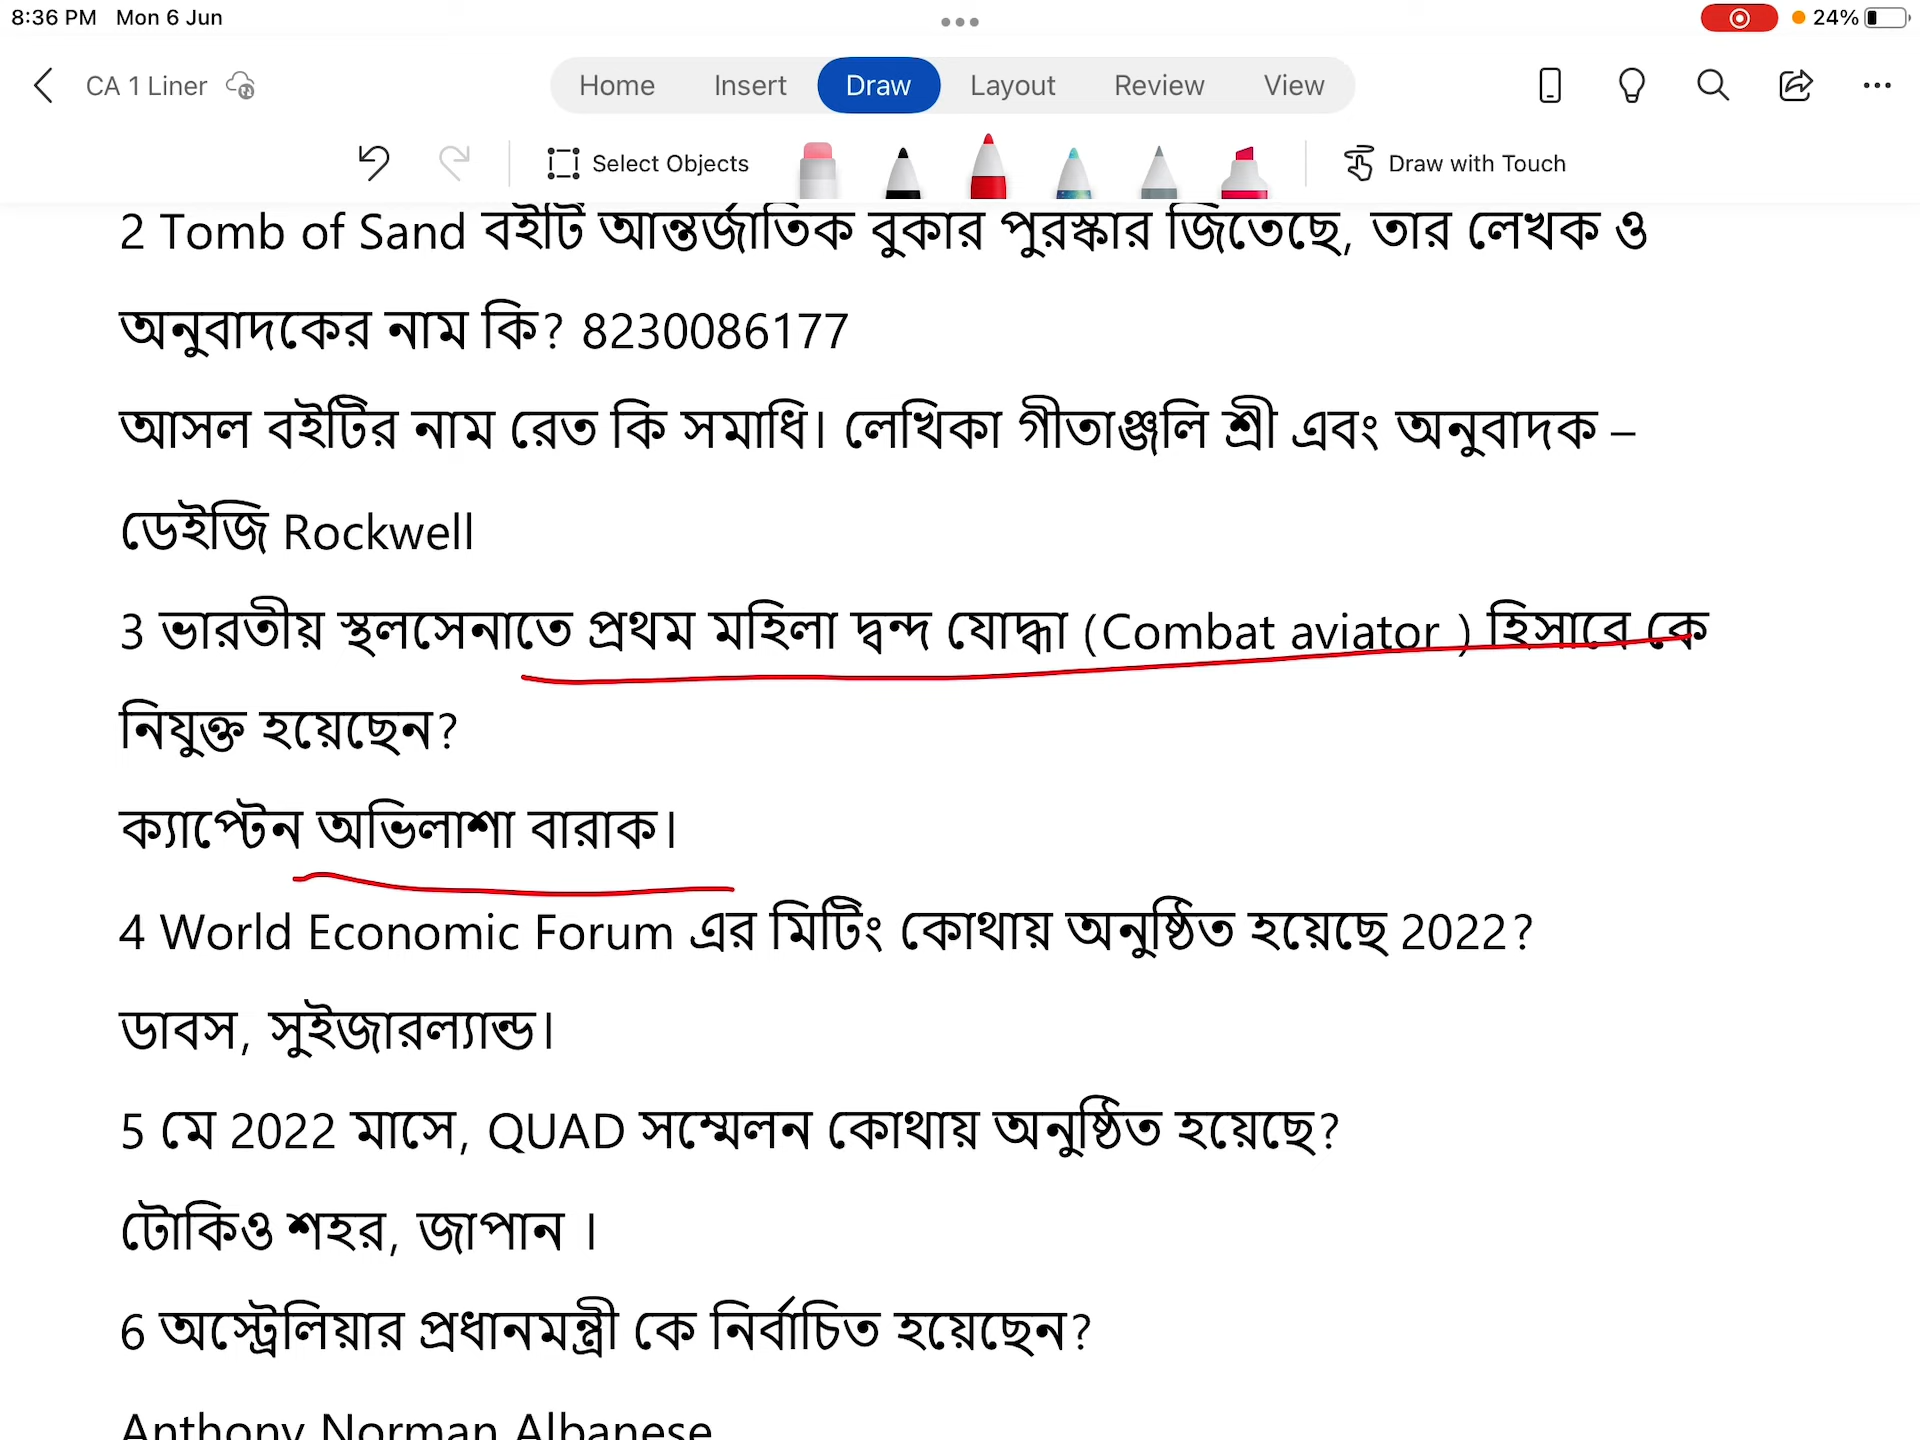 8:36 PM Mon 6 Jun
24%
CA 1 Liner
Home Insert Draw Layout Review View
Select Objects
Draw with Touch
2 Tomb of Sand বইটি আন্তর্জাতিক বুকার পুরস্কার জিতেছে, তার লেখক ও
অনুবাদকের নাম কি? 8230086177
আসল বইটির নাম রেত কি সমাধি। লেখিকা গীতাঞ্জলি শ্রী এবং অনুবাদক –
ডেইজি Rockwell
3 ভারতীয় স্থলসেনাতে প্রথম মহিলা দ্বন্দ যোদ্ধা (Combat aviator ) হিসাবে কে
নিযুক্ত হয়েছেন?
ক্যাপ্টেন অভিলাশা বারাক।
4 World Economic Forum এর মিটিং কোথায় অনুষ্ঠিত হয়েছে 2022?
ডাবস, সুইজারল্যান্ড।
5 মে 2022 মাসে, QUAD সম্মেলন কোথায় অনুষ্ঠিত হয়েছে?
টোকিও শহর, জাপান ।
6 অস্ট্রেলিয়ার প্রধানমন্ত্রী কে নির্বাচিত হয়েছেন?
Anthony Norman Albanese